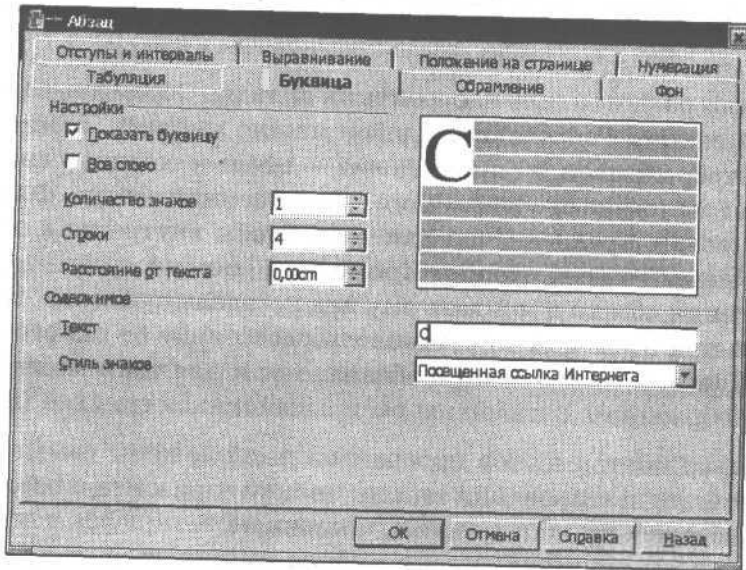 Абзац
Отступы и интервалы Выравнивание Положение на странице Нумерация
Табуляция Буквица Обрамление Фон
Настройки
Показать буквицу
Всё слово
Количество знаков 1
Строки 4
Расстояние от текста 0,00cm
С
Содержимое
Текст С
Стиль знаков Посещенная ссылка Интернета
OK Отмена Справка Назад